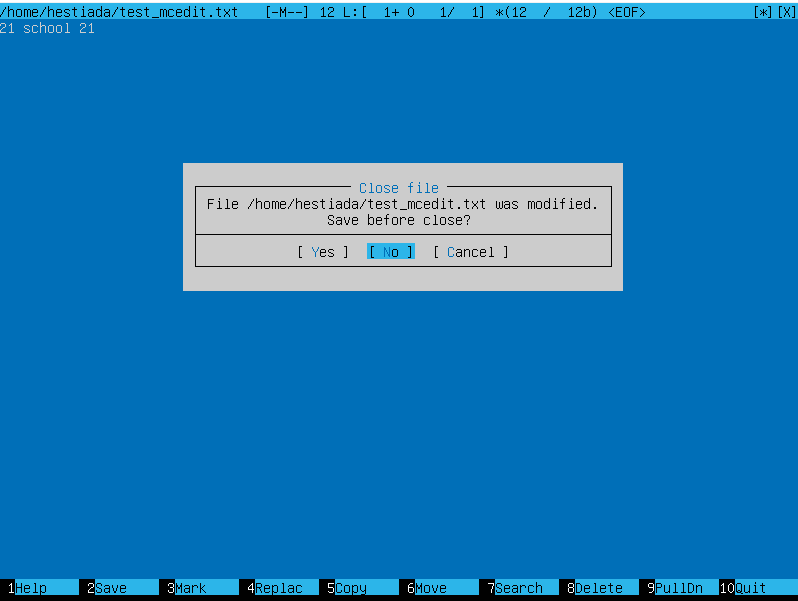 /home/hestiada/test_mcedit.txt [-M--] 12 L:[ 1+ 0 1/ 1] *(12 / 12b) <EOF> [*][X]
21 school 21
Close file
File /home/hestiada/test_mcedit.txt was modified.
Save before close?
[ Yes ] [ No ] [ Cancel ]
1Help 2Save 3Mark 4Replac 5Copy 6Move 7Search 8Delete 9PullDn 10Quit